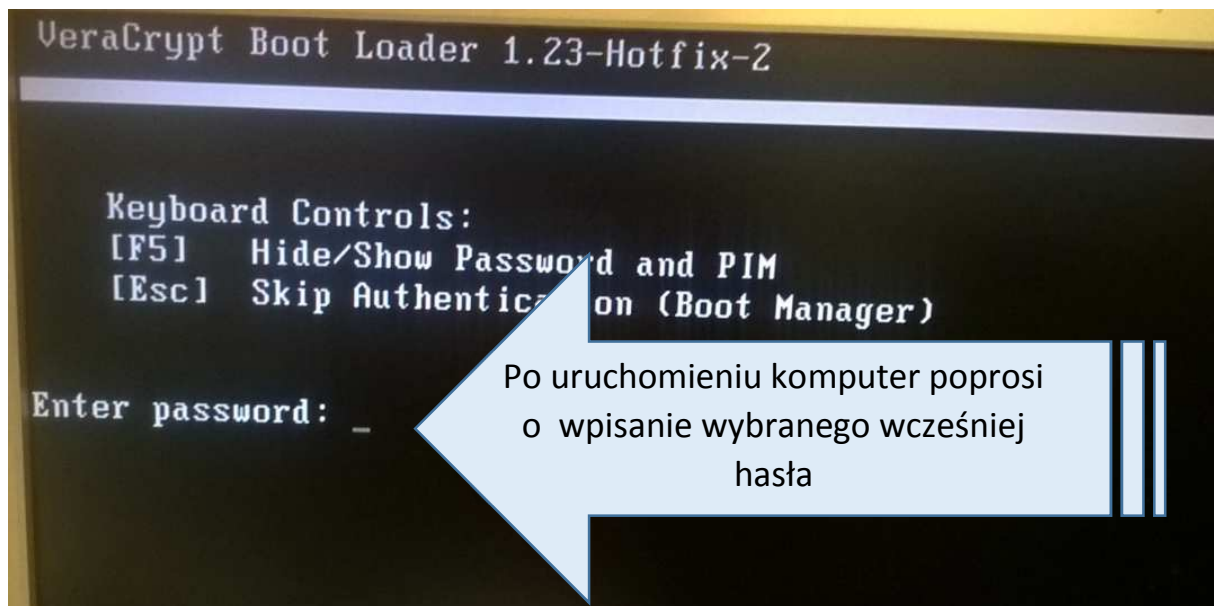 VeraCrypt Boot Loader 1.23-Hotfix-2
Keyboard Controls:
[F5] Hide/Show Password and PIM
[Esc] Skip Authentication (Boot Manager)
Enter password: _
Po uruchomieniu komputer poprosi
o wpisanie wybranego wcześniej
hasła